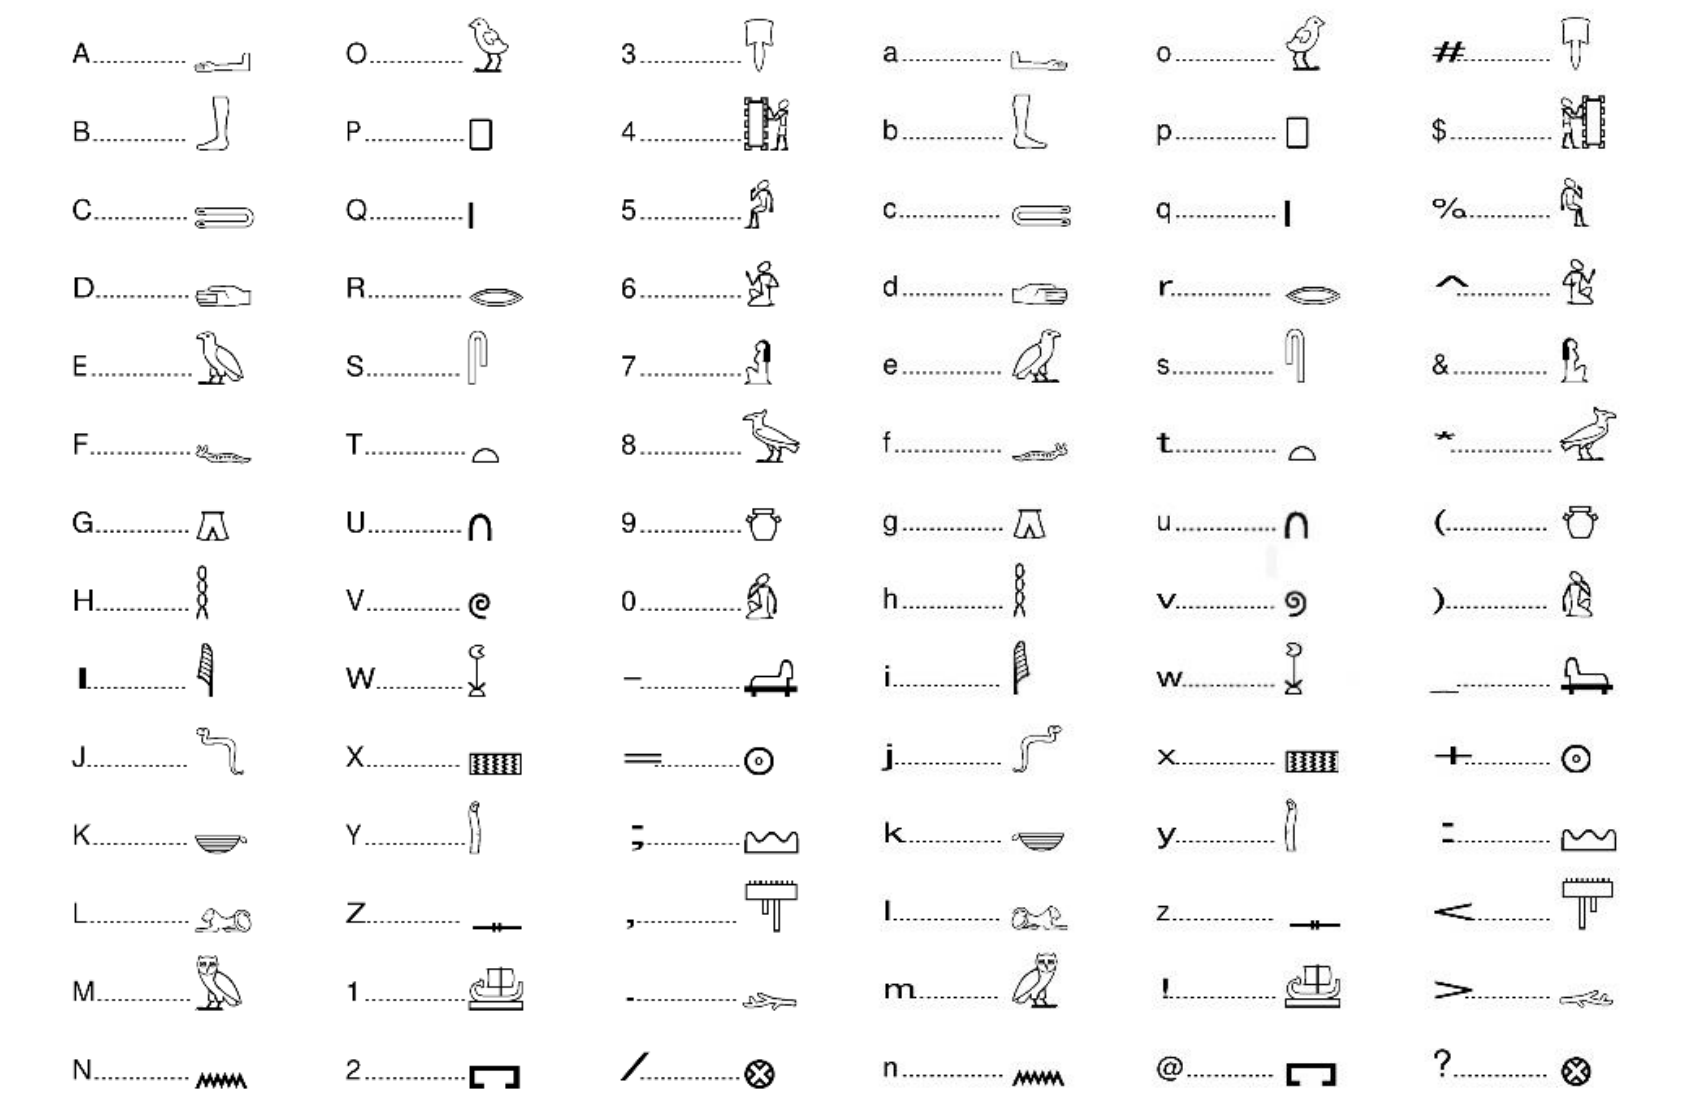 A.................. 𓂝 O.................. 𓅱 3.................. 𓍘 a.................. 𓂝 o.................. 𓅱 #.................. 𓍘
B.................. 𓃀 P.................. 𓊪 4.................. b.................. 𓃀 p.................. 𓊪 $..................
C.................. 𓎛 Q.................. 𓏤 5.................. c.................. q.................. 𓏤 %..................
D.................. 𓂧 R.................. 𓂋 6.................. d.................. 𓂧 r.................. 𓂋 ^..................
E.................. 𓄿 S.................. 𓋴 7.................. e.................. 𓄿 s.................. 𓋴 &..................
F.................. 𓆑 T.................. 𓏏 8.................. f.................. 𓆑 t.................. 𓏏 *..................
G.................. 𓎼 U.................. 𓎆 9.................. g.................. 𓎼 u.................. 𓎆 (..................
H.................. 𓎛 V.................. 𓍢 0.................. h.................. 𓎛 v.................. 𓍢 )..................
I.................. 𓇋 W.................. –.................. i.................. 𓇋 w.................. _..................
J.................. 𓆓 X.................. 𓈙 =.................. 𓇳 j.................. 𓆓 x.................. +.................. 𓇳
K.................. 𓎡 Y.................. ;.................. 𓈋 k.................. 𓎡 y.................. :.................. 𓈋
L.................. 𓃭 Z.................. 𓊃 ,.................. l.................. 𓃭 z.................. 𓊃 <..................
M.................. 𓅓 1.................. 𓊞 .................... 𓆱 m.................. 𓅓 !.................. 𓊞 >.................. 𓆱
N.................. 𓈖 2.................. 𓉐 /.................. 𓊖 n.................. 𓈖 @.................. 𓉐 ?.................. 𓊖